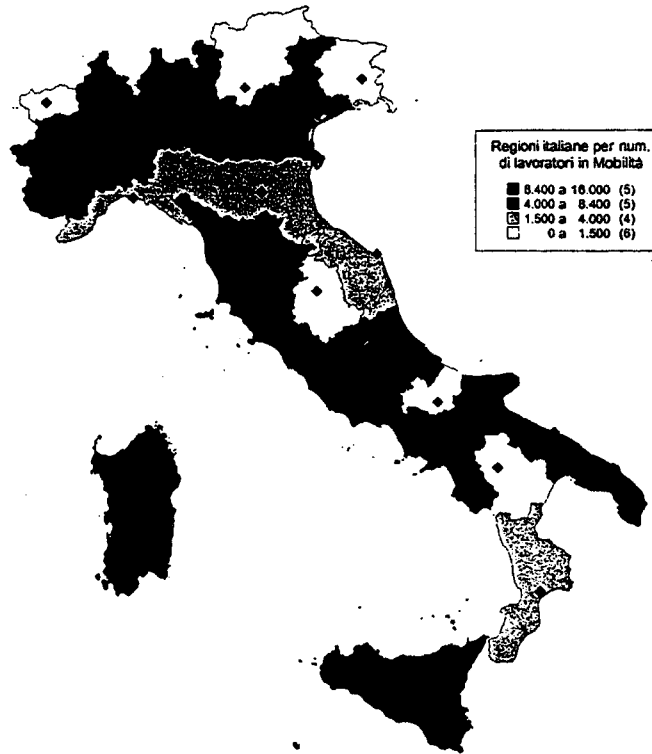 Regioni italiane per num.
di lavoratori in Mobilità
8.400 a 16.000 (5)
4.000 a 8.400 (5)
1.500 a 4.000 (4)
0 a 1.500 (6)